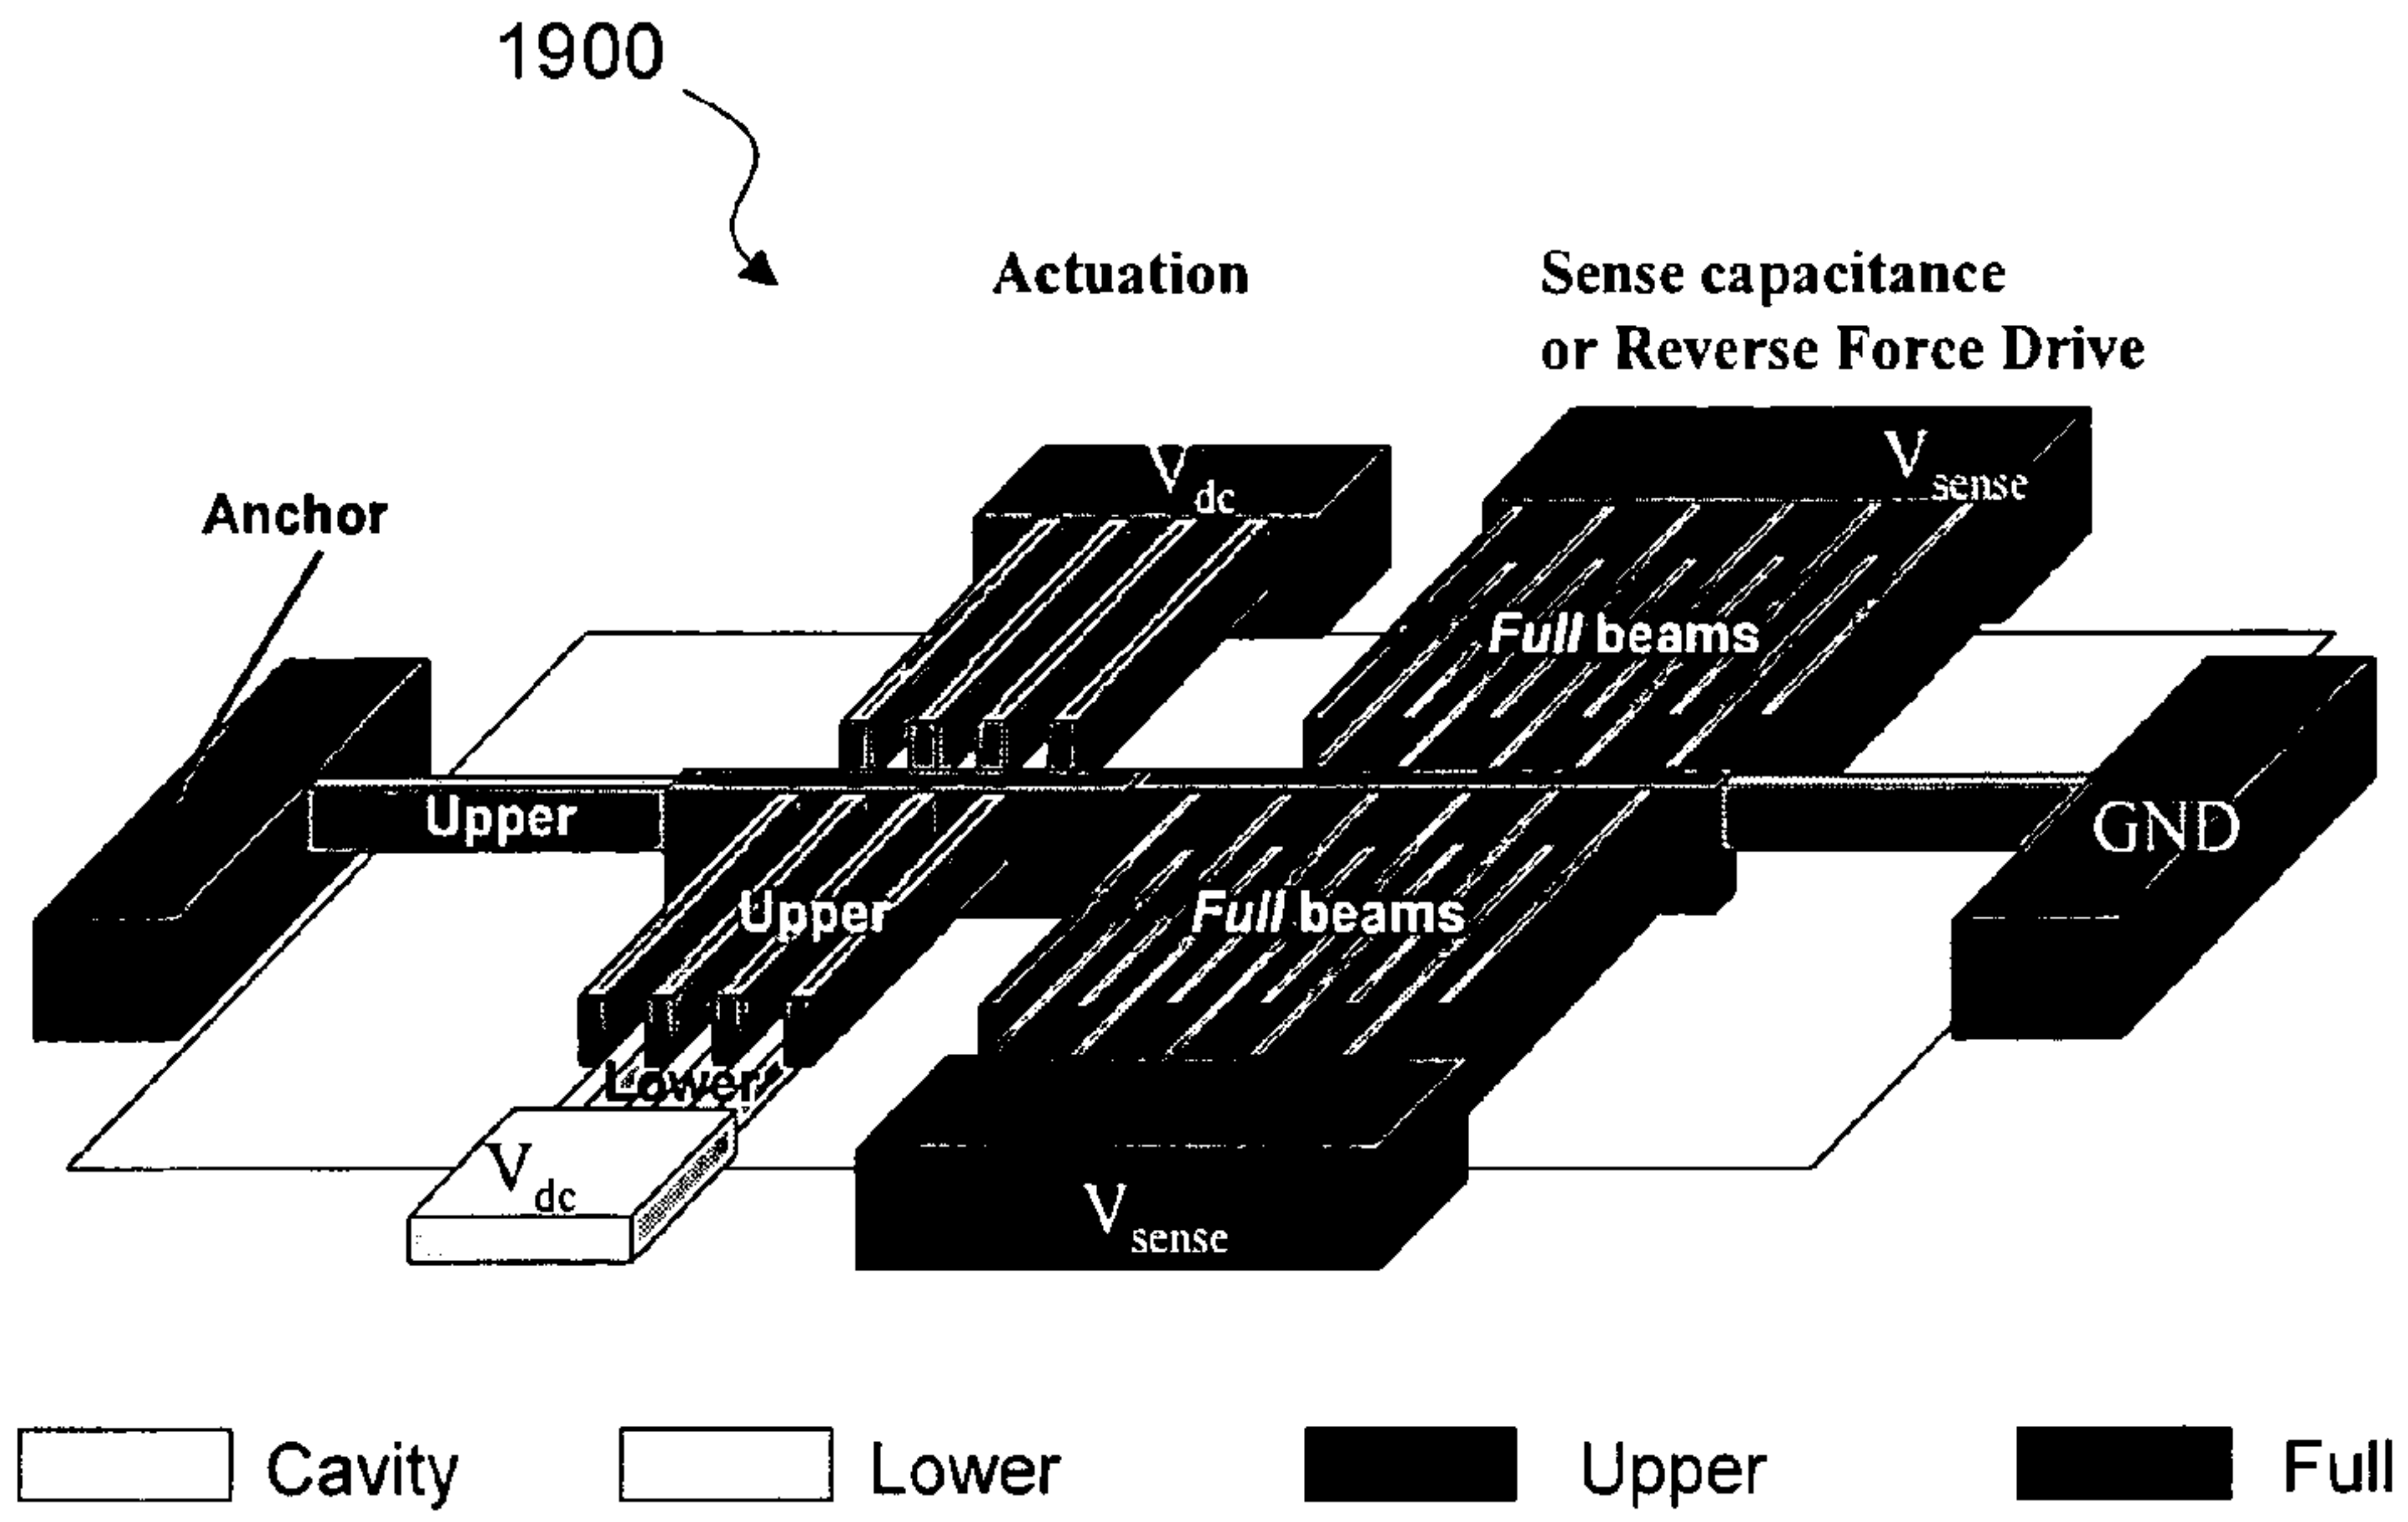 1900
Actuation
Sense capacitance
or Reverse Force Drive
Vdc
Vsense
Anchor
Full beams
Upper
GND
Upper
Full beams
Lower
Vdc
Vsense
Cavity
Lower
Upper
Full